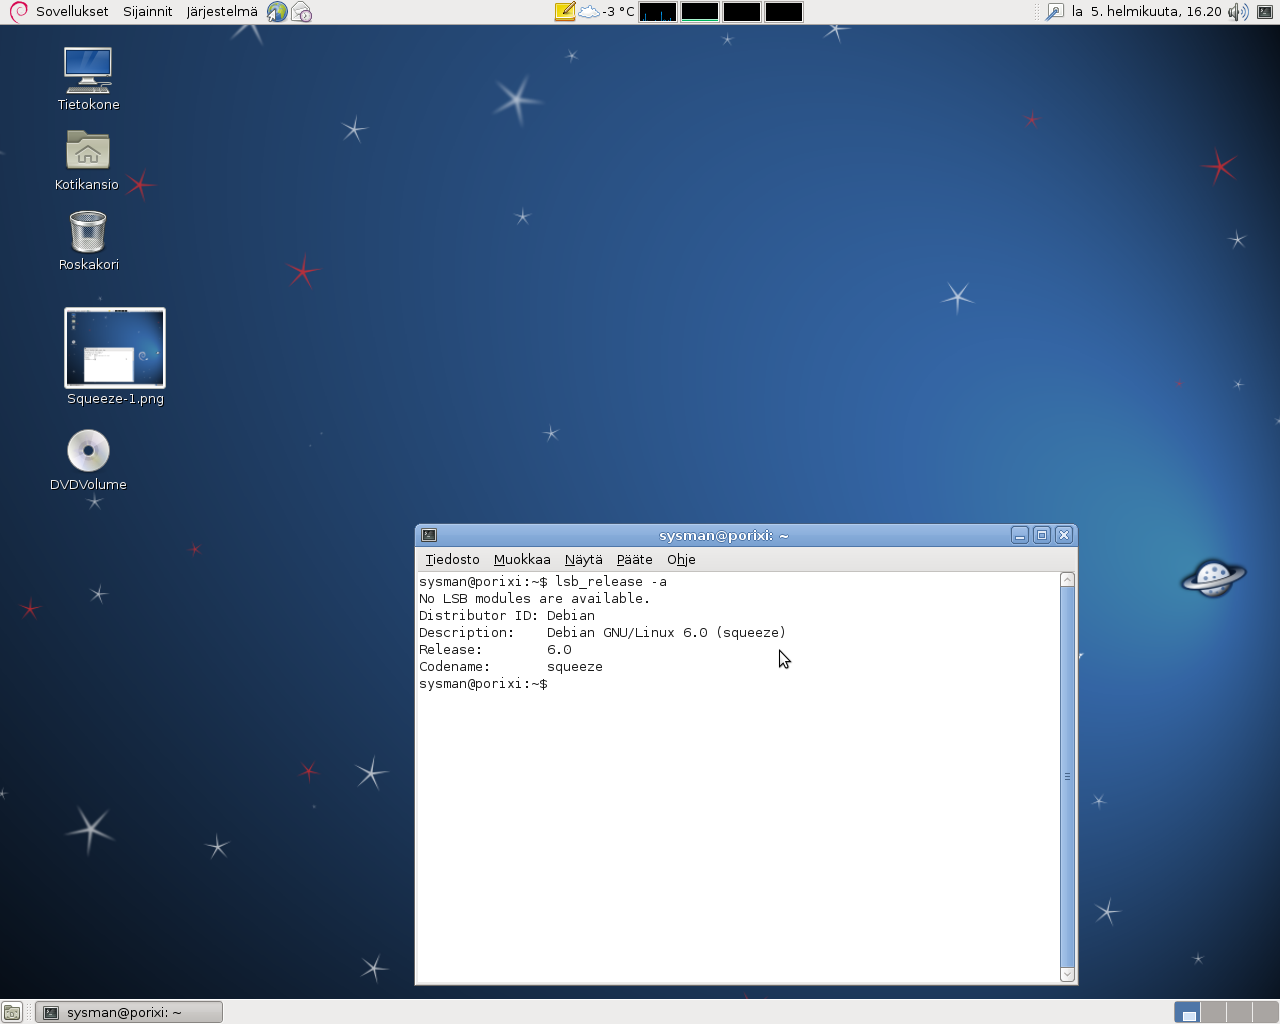 Sovellukset Sijainnit Järjestelmä -3 °C la 5. helmikuuta, 16.20
Tietokone
Kotikansio
Roskakori
Squeeze-1.png
DVDVolume
sysman@porixi: ~
Tiedosto Muokkaa Näytä Pääte Ohje
sysman@porixi:~$ lsb_release -a
No LSB modules are available.
Distributor ID: Debian
Description: Debian GNU/Linux 6.0 (squeeze)
Release: 6.0
Codename: squeeze
sysman@porixi:~$
sysman@porixi: ~